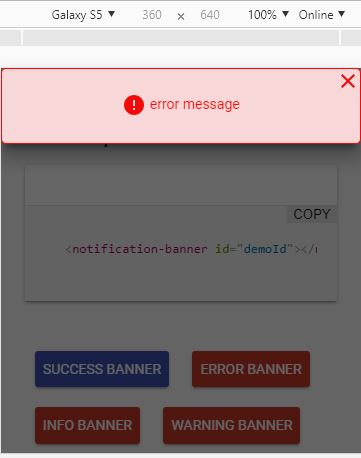 Galaxy S5 ▼ 360 × 640 100% ▼ Online ▼
error message
COPY
<notification-banner id="demoId"></
SUCCESS BANNER ERROR BANNER
INFO BANNER WARNING BANNER